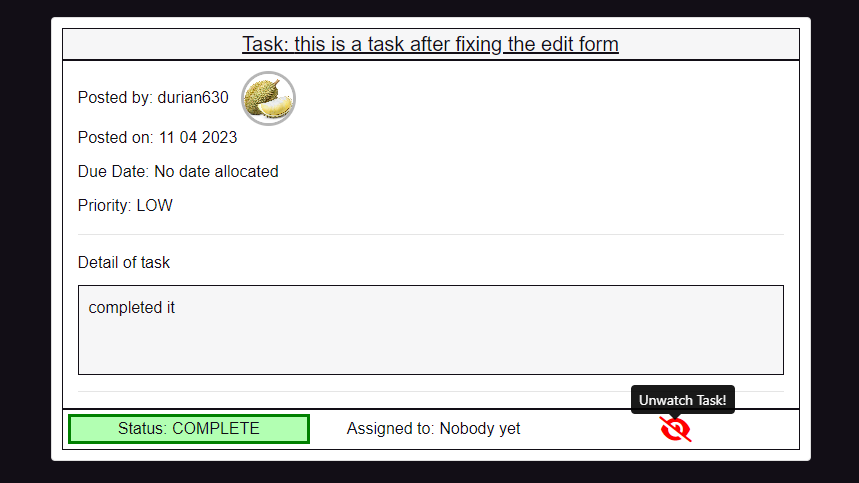 Task: this is a task after fixing the edit form
Posted by: durian630
Posted on: 11 04 2023
Due Date: No date allocated
Priority: LOW
Detail of task
completed it
Unwatch Task!
Status: COMPLETE
Assigned to: Nobody yet